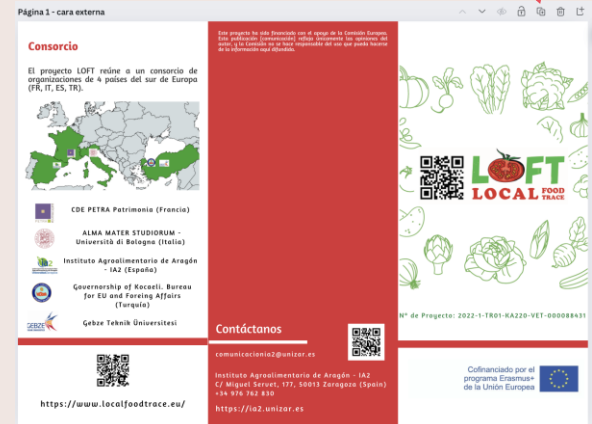 Página 1 - cara externa
Consorcio
El proyecto LOFT reúne a un consorcio de
organizaciones de 4 países del sur de Europa
(FR, IT, ES, TR).
CDE PETRA Patrimonia (Francia)
ALMA MATER STUDIORUM -
Università di Bologna (Italia)
Instituto Agroalimentario de Aragón
- IA2 (España)
Governorship of Kocaeli. Bureau
for EU and Foreing Affairs
(Turquía)
GEBZE
Gebze Teknik Üniversitesi
https://www.localfoodtrace.eu/
Este proyecto ha sido financiado con el apoyo de la Comisión Europea.
Esta publicación (comunicación) refleja únicamente las opiniones del
autor, y la Comisión no se hace responsable del uso que pueda hacerse
de la información aquí difundida.
Contáctanos
comunicacionia2@unizar.es
Instituto Agroalimentario de Aragón - IA2
C/ Miguel Servet, 177, 50013 Zaragoza (Spain)
+34 976 762 830
https://ia2.unizar.es
LOFT
LOCAL FOOD TRACE
Nº de Proyecto: 2022-1-TR01-KA220-VET-000088431
Cofinanciado por el
programa Erasmus+
de la Unión Europea